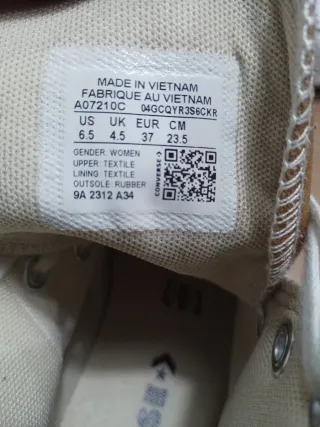 MADE IN VIETNAM
FABRIQUE AU VIETNAM
A07210C 04GCQYR3S6CKR
US UK EUR CM
6.5 4.5 37 23.5
GENDER: WOMEN
UPPER: TEXTILE
LINING: TEXTILE
OUTSOLE: RUBBER
9A 2312 A34
CONVERSE